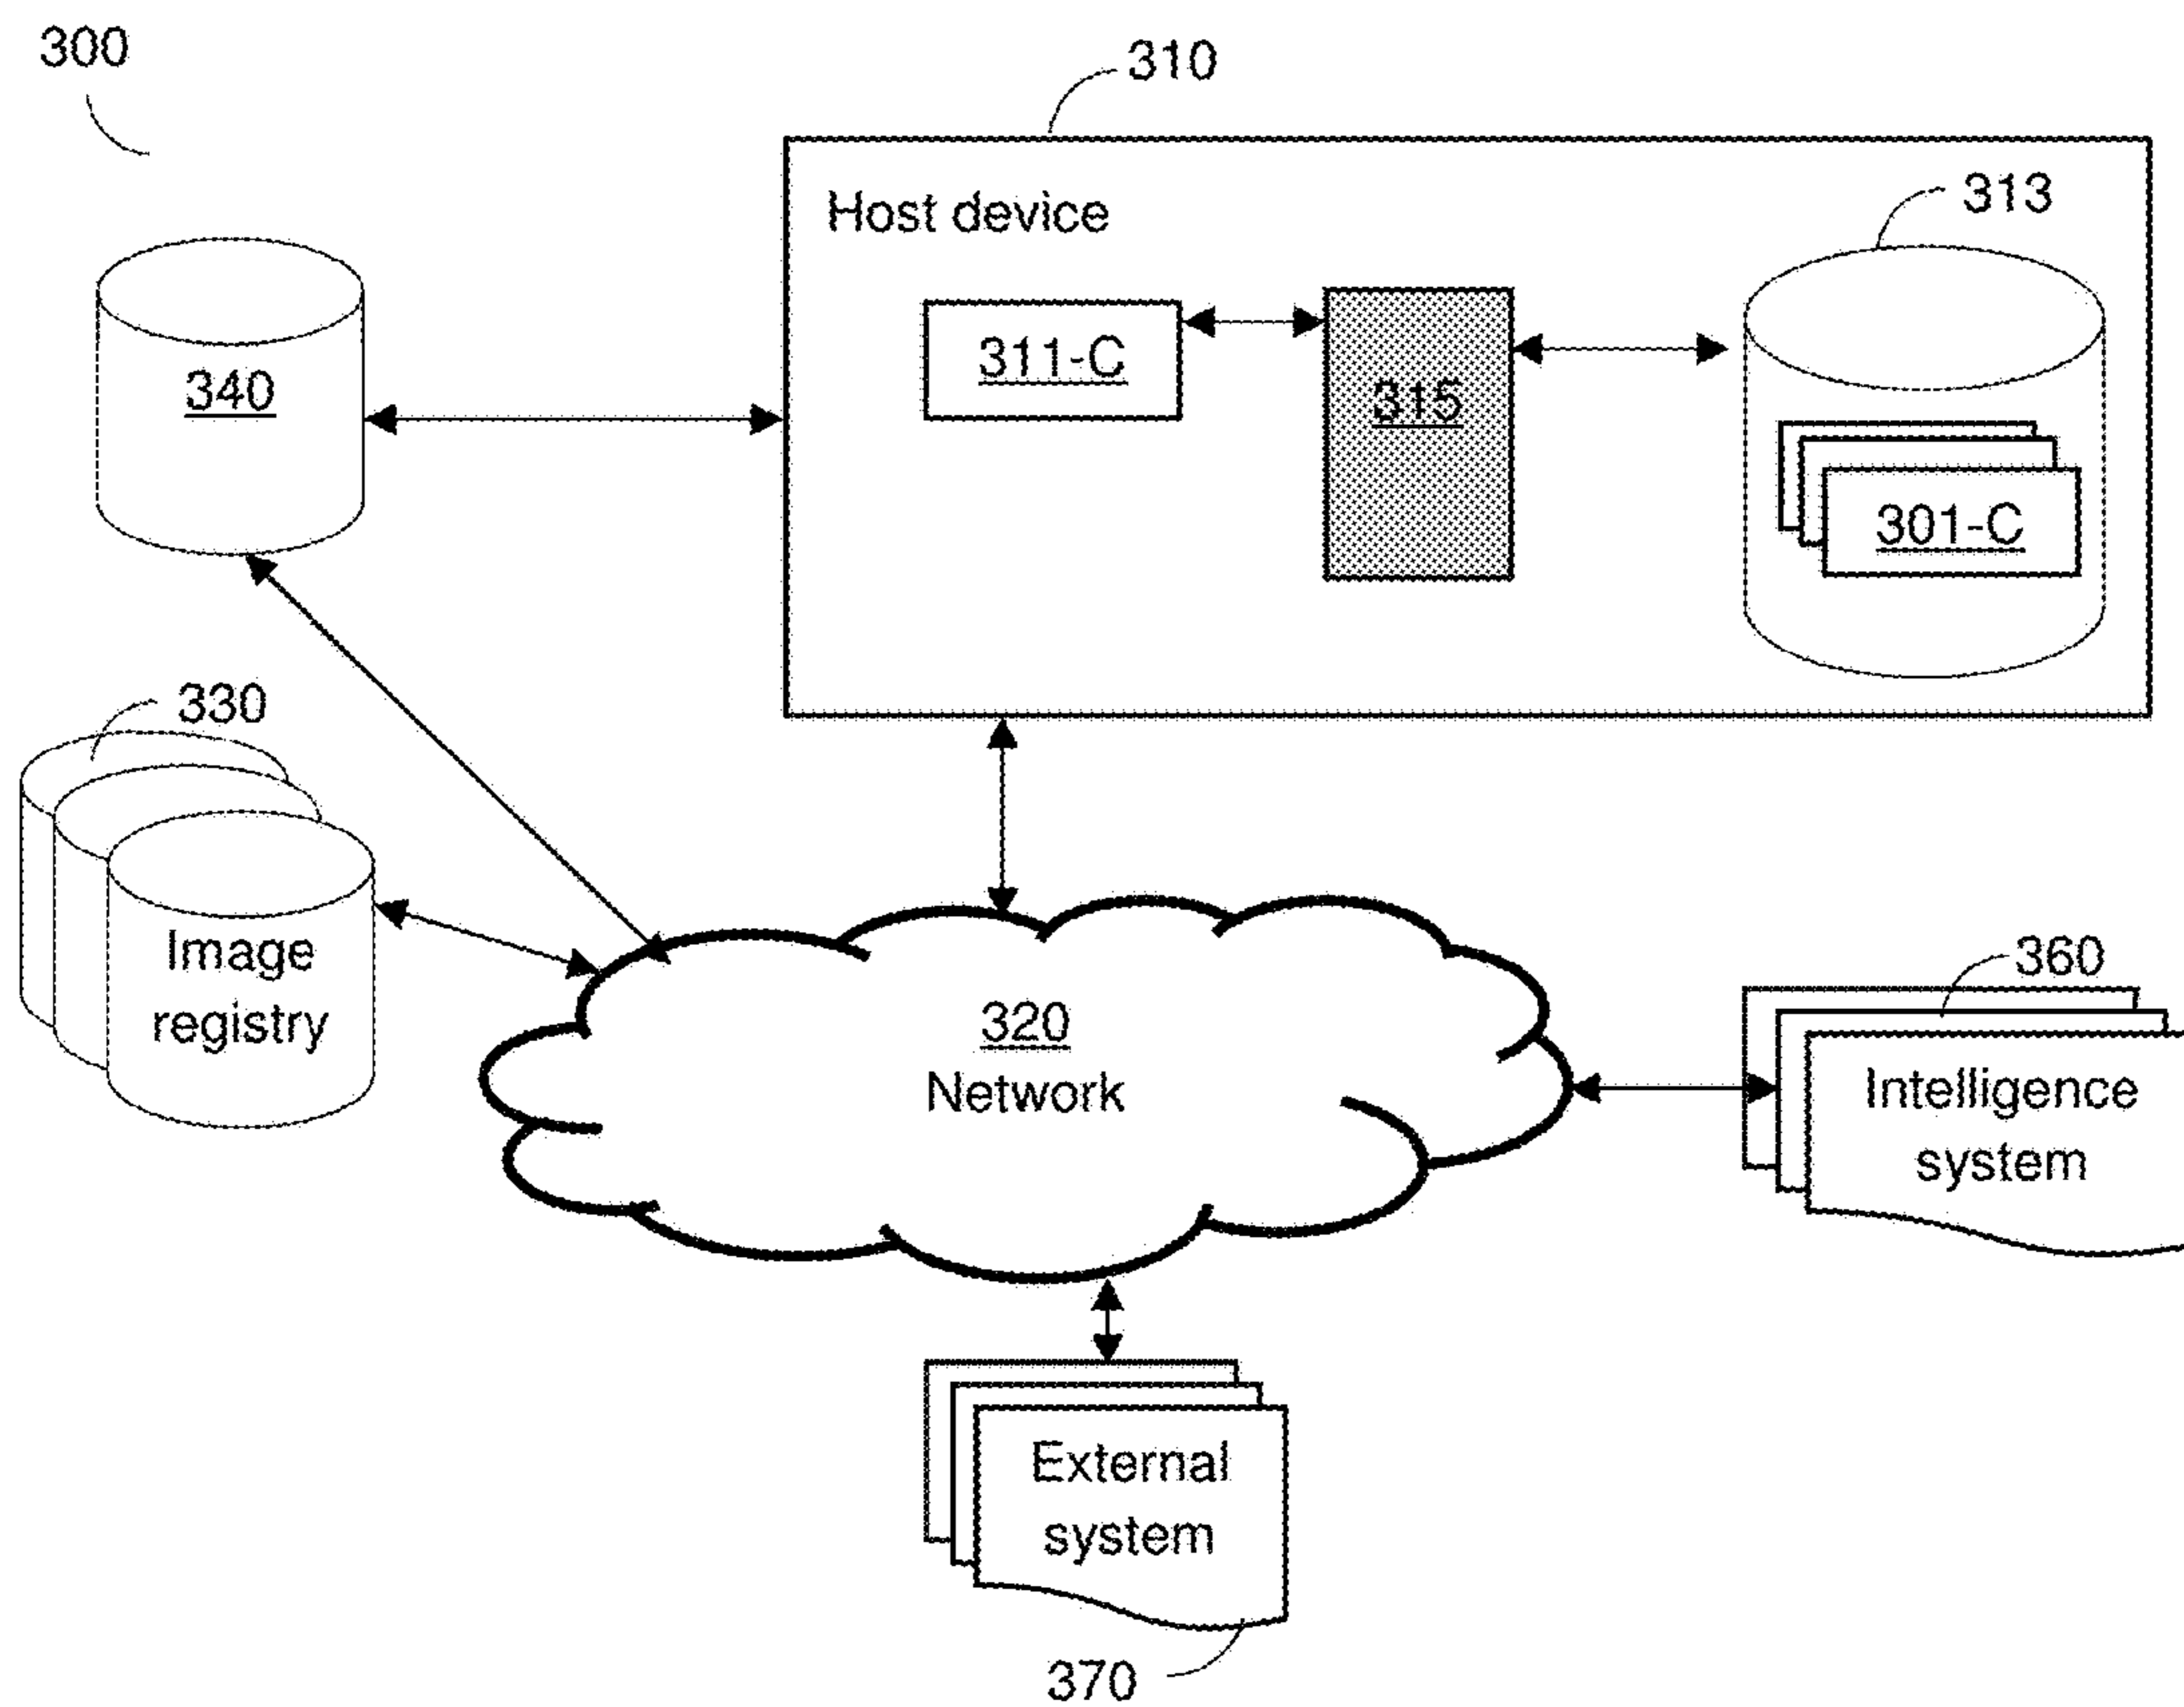 300
310
Host device
313
311-C
315
340
301-C
330
Image
registry
320
Network
360
Intelligence
system
External
system
370